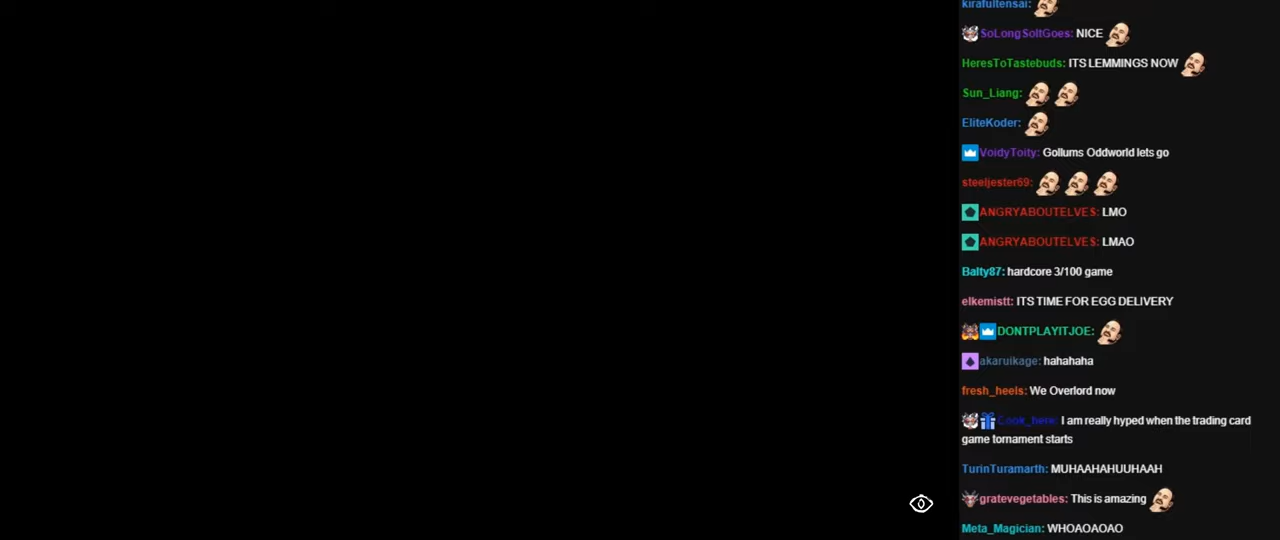 kirafultensai:
SoLongSoltGoes: NICE
HeresToTastebuds: ITS LEMMINGS NOW
Sun_Liang:
EliteKoder:
VoidyToity: Gollums Oddworld lets go
steeljester69:
ANGRYABOUTELVES: LMO
ANGRYABOUTELVES: LMAO
Balty87: hardcore 3/100 game
elkemistt: ITS TIME FOR EGG DELIVERY
DONTPLAYITJOE:
akaruikage: hahahaha
fresh_heels: We Overlord now
Cook_here: I am really hyped when the trading card
game tornament starts
TurinTuramarth: MUHAAHAHUUHAAH
gratevegetables: This is amazing
Meta_Magician: WHOAOAOAO